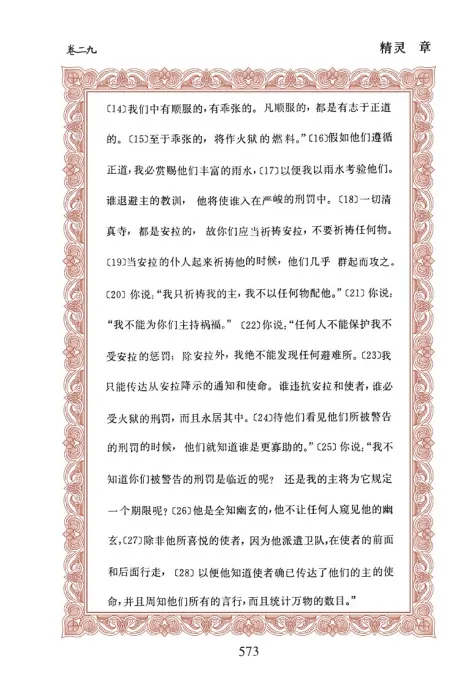 卷二九
精灵 章
〔14〕我们中有顺服的，有乖张的。凡顺服的，都是有志于正道
的。〔15〕至于乖张的，将作火狱的燃料。”〔16〕假如他们遵循
正道，我必赏赐他们丰富的雨水，〔17〕以便我以雨水考验他们。
谁退避主的教训，他将使谁入在严峻的刑罚中。〔18〕一切清
真寺，都是安拉的，故你们应当祈祷安拉，不要祈祷任何物。
〔19〕当安拉的仆人起来祈祷他的时候，他们几乎 群起而攻之。
〔20〕你说：“我只祈祷我的主，我不以任何物配他。”〔21〕你说：
“我不能为你们主持祸福。”〔22〕你说：“任何人不能保护我不
受安拉的惩罚；除安拉外，我绝不能发现任何避难所。〔23〕我
只能传达从安拉降示的通知和使命。谁违抗安拉和使者，谁必
受火狱的刑罚，而且永居其中。〔24〕待他们看见他们所被警告
的刑罚的时候，他们就知道谁是更寡助的。”〔25〕你说：“我不
知道你们被警告的刑罚是临近的呢？还是我的主将为它规定
一个期限呢？〔26〕他是全知幽玄的，他不让任何人窥见他的幽
玄，〔27〕除非他所喜悦的使者，因为他派遣卫队，在使者的前面
和后面行走，〔28〕以便他知道使者确已传达了他们的主的使
命，并且周知他们所有的言行，而且统计万物的数目。”
573